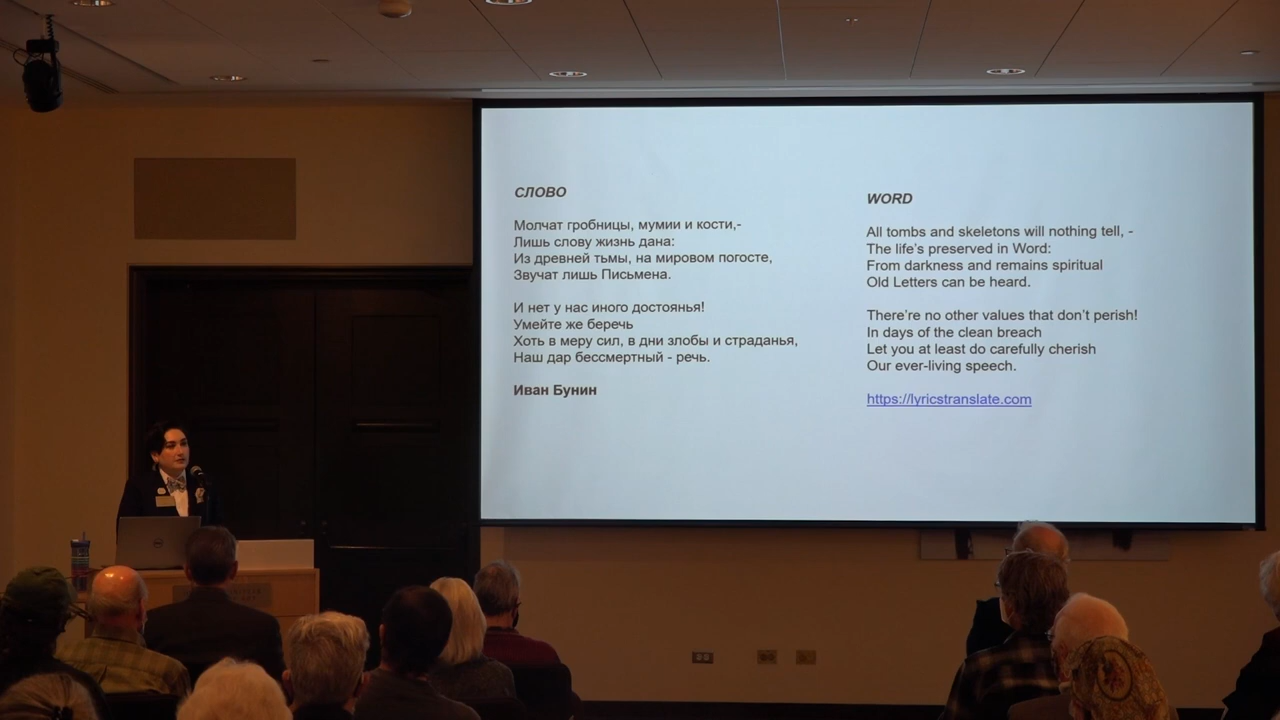 СЛОВО
Молчат гробницы, мумии и кости,-
Лишь слову жизнь дана:
Из древней тьмы, на мировом погосте,
Звучат лишь Письмена.
И нет у нас иного достоянья!
Умейте же беречь
Хоть в меру сил, в дни злобы и страданья,
Наш дар бессмертный - речь.
Иван Бунин
WORD
All tombs and skeletons will nothing tell, -
The life's preserved in Word:
From darkness and remains spiritual
Old Letters can be heard.
There're no other values that don't perish!
In days of the clean breach
Let you at least do carefully cherish
Our ever-living speech.
https://lyricstranslate.com